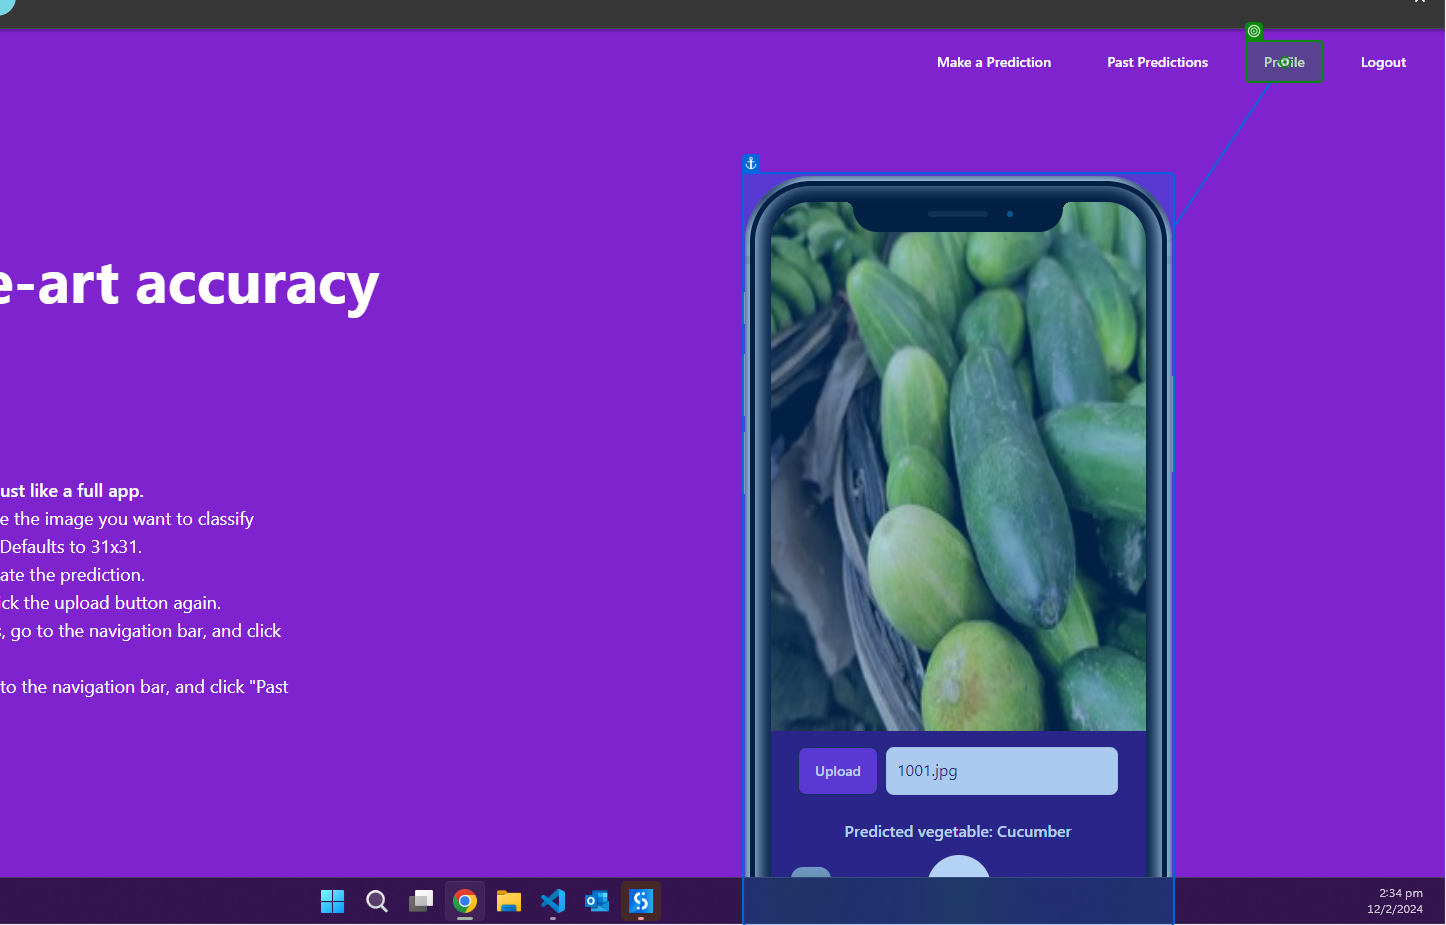 Make a Prediction
Past Predictions
Profile
Logout
e-art accuracy
ust like a full app.
e the image you want to classify
Defaults to 31x31.
ate the prediction.
ick the upload button again.
s, go to the navigation bar, and click
to the navigation bar, and click "Past
Upload
1001.jpg
Predicted vegetable: Cucumber
2:34 pm
12/2/2024